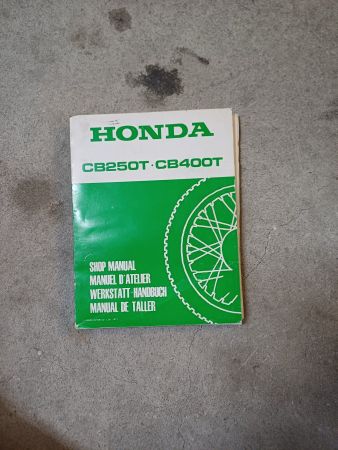 HONDA
CB250T · CB400T
SHOP MANUAL
MANUEL D'ATELIER
WERKSTATT-HANDBUCH
MANUAL DE TALLER